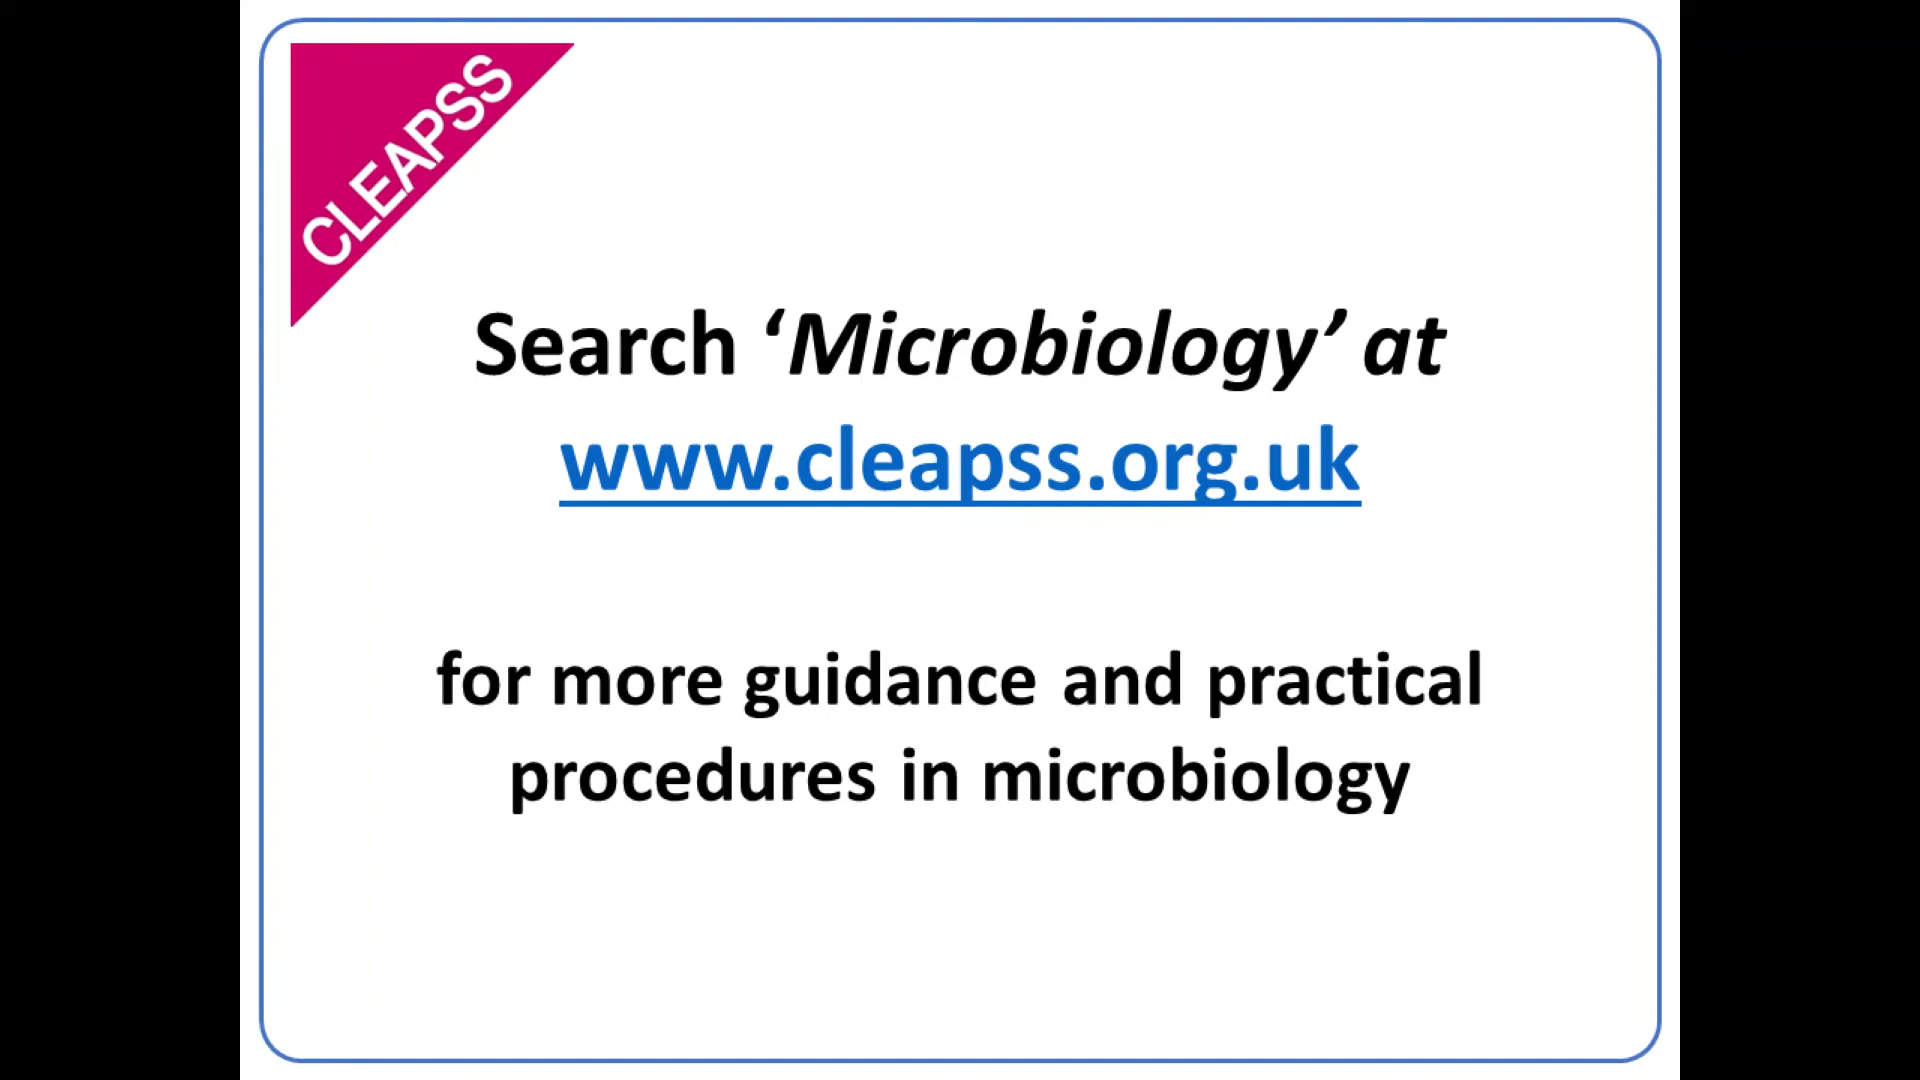 CLEAPSS
Search ‘Microbiology’ at
www.cleapss.org.uk
for more guidance and practical
procedures in microbiology